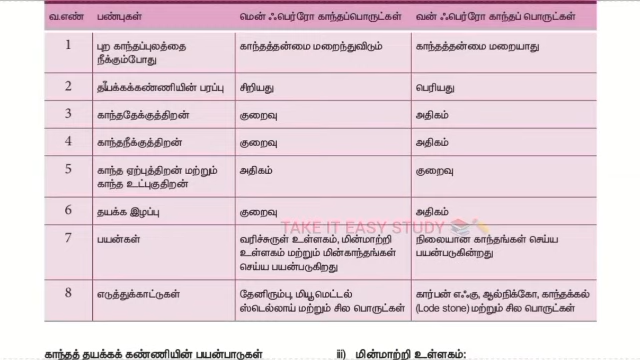 வ.எண் பண்புகள் மென் ஃபெர்ரோ காந்தப்பொருட்கள் வன் ஃபெர்ரோ காந்தப் பொருட்கள்
1 புற காந்தப்புலத்தை நீக்கும்போது காந்தத்தன்மை மறைந்துவிடும் காந்தத்தன்மை மறையாது
2 தயக்கக்கண்ணியின் பரப்பு சிறியது பெரியது
3 காந்ததேக்குத்திறன் குறைவு அதிகம்
4 காந்தநீக்குத்திறன் குறைவு அதிகம்
5 காந்த ஏற்புத்திறன் மற்றும் காந்த உட்புகுதிறன் அதிகம் குறைவு
6 தயக்க இழப்பு குறைவு அதிகம்
TAKE IT EASY STUDY
7 பயன்கள் வரிச்சுருள் உள்ளகம், மின்மாற்றி உள்ளகம் மற்றும் மின்காந்தங்கள் செய்ய பயன்படுகிறது நிலையான காந்தங்கள் செய்ய பயன்படுகின்றது
8 எடுத்துக்காட்டுகள் தேனிரும்பு, மியூமெட்டல் ஸ்டெல்லாய் மற்றும் சில பொருட்கள் கார்பன் எஃகு, ஆல்நிக்கோ, காந்தக்கல் (Lode stone) மற்றும் சில பொருட்கள்
காந்தத் தயக்கக் கண்ணியின் பயன்பாடுகள் ii) மின்மாற்றி உள்ளகம்: